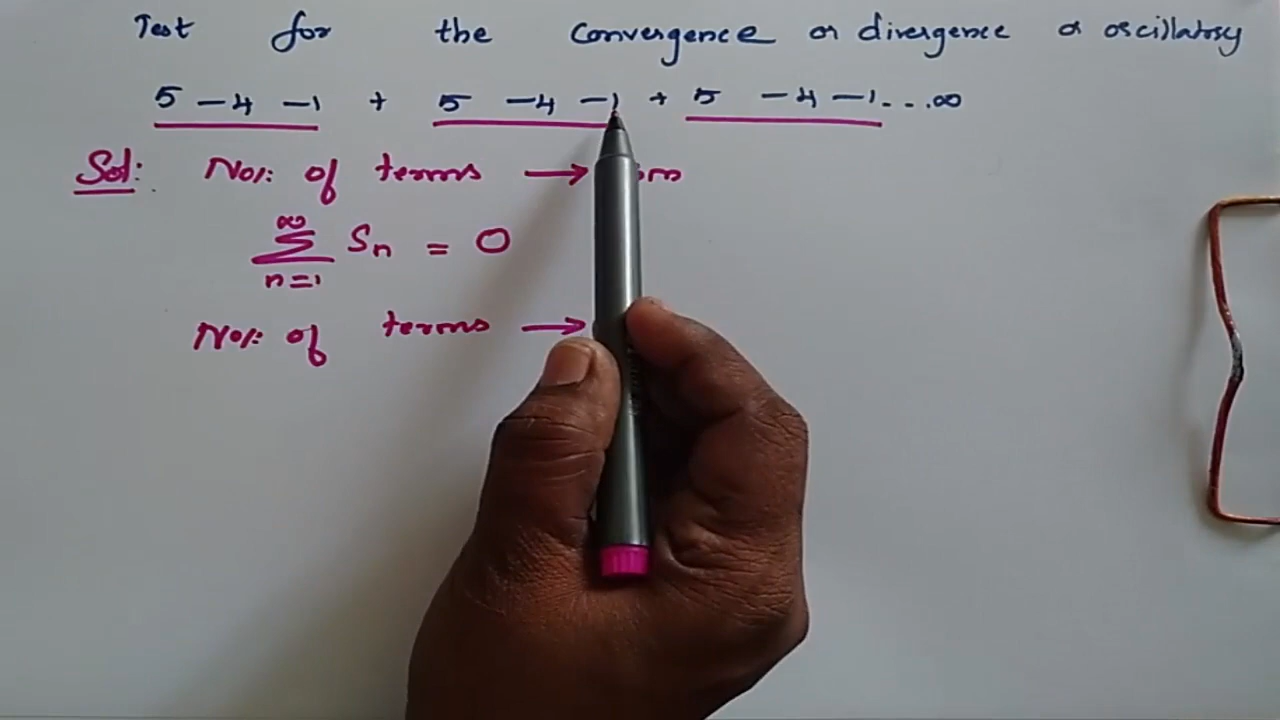 Test for the convergence or divergence or oscillatory
5 – 4 – 1 + 5 – 4 – 1 + 5 – 4 – 1 . . . ∞
Sol: No/: of terms →
∞
∑ Sn = 0
n=1
No/: of terms →